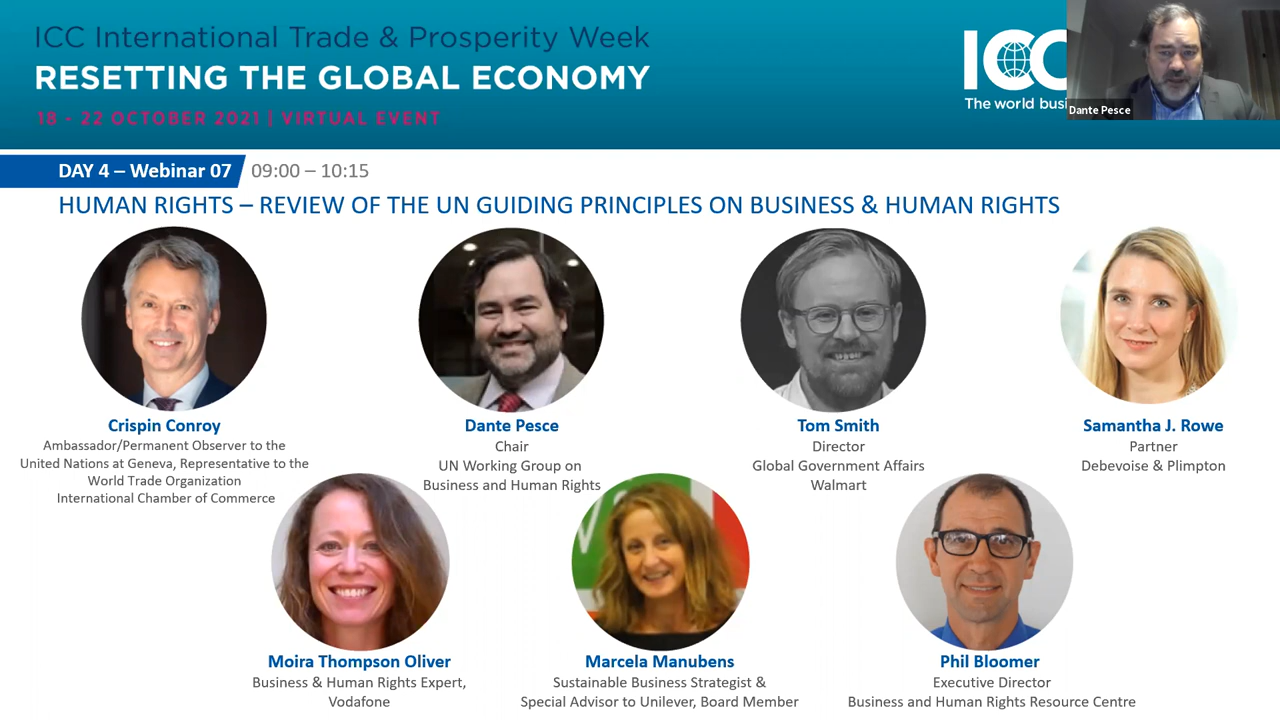 ICC International Trade & Prosperity Week
RESETTING THE GLOBAL ECONOMY
18 - 22 OCTOBER 2021 | VIRTUAL EVENT
ICC
The world busi
Dante Pesce
DAY 4 – Webinar 07
09:00 – 10:15
HUMAN RIGHTS – REVIEW OF THE UN GUIDING PRINCIPLES ON BUSINESS & HUMAN RIGHTS
Crispin Conroy
Ambassador/Permanent Observer to the
United Nations at Geneva, Representative to the
World Trade Organization
International Chamber of Commerce
Dante Pesce
Chair
UN Working Group on
Business and Human Rights
Tom Smith
Director
Global Government Affairs
Walmart
Samantha J. Rowe
Partner
Debevoise & Plimpton
Moira Thompson Oliver
Business & Human Rights Expert,
Vodafone
Marcela Manubens
Sustainable Business Strategist &
Special Advisor to Unilever, Board Member
Phil Bloomer
Executive Director
Business and Human Rights Resource Centre